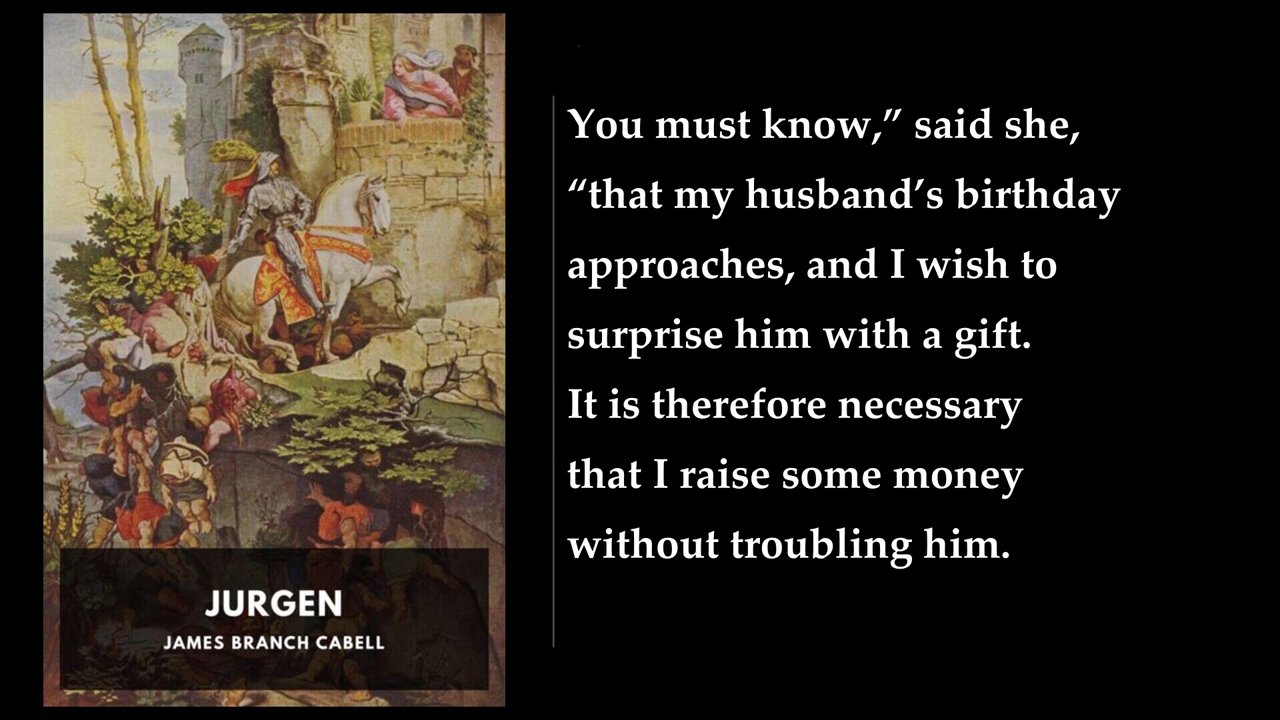 JURGEN
JAMES BRANCH CABELL
You must know,” said she,
“that my husband’s birthday
approaches, and I wish to
surprise him with a gift.
It is therefore necessary
that I raise some money
without troubling him.